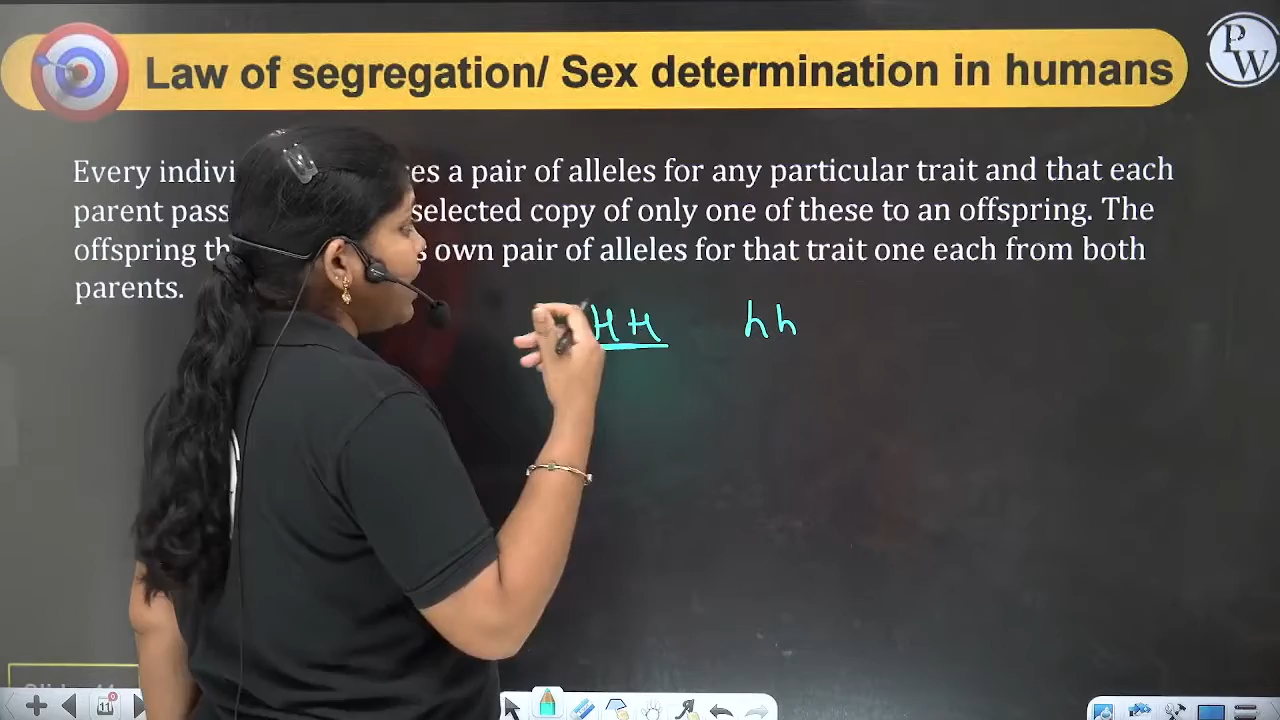 Law of segregation/ Sex determination in humans
P
W
Every indivi es a pair of alleles for any particular trait and that each
parent pass selected copy of only one of these to an offspring. The
offspring th s own pair of alleles for that trait one each from both
parents.
HH hh
11